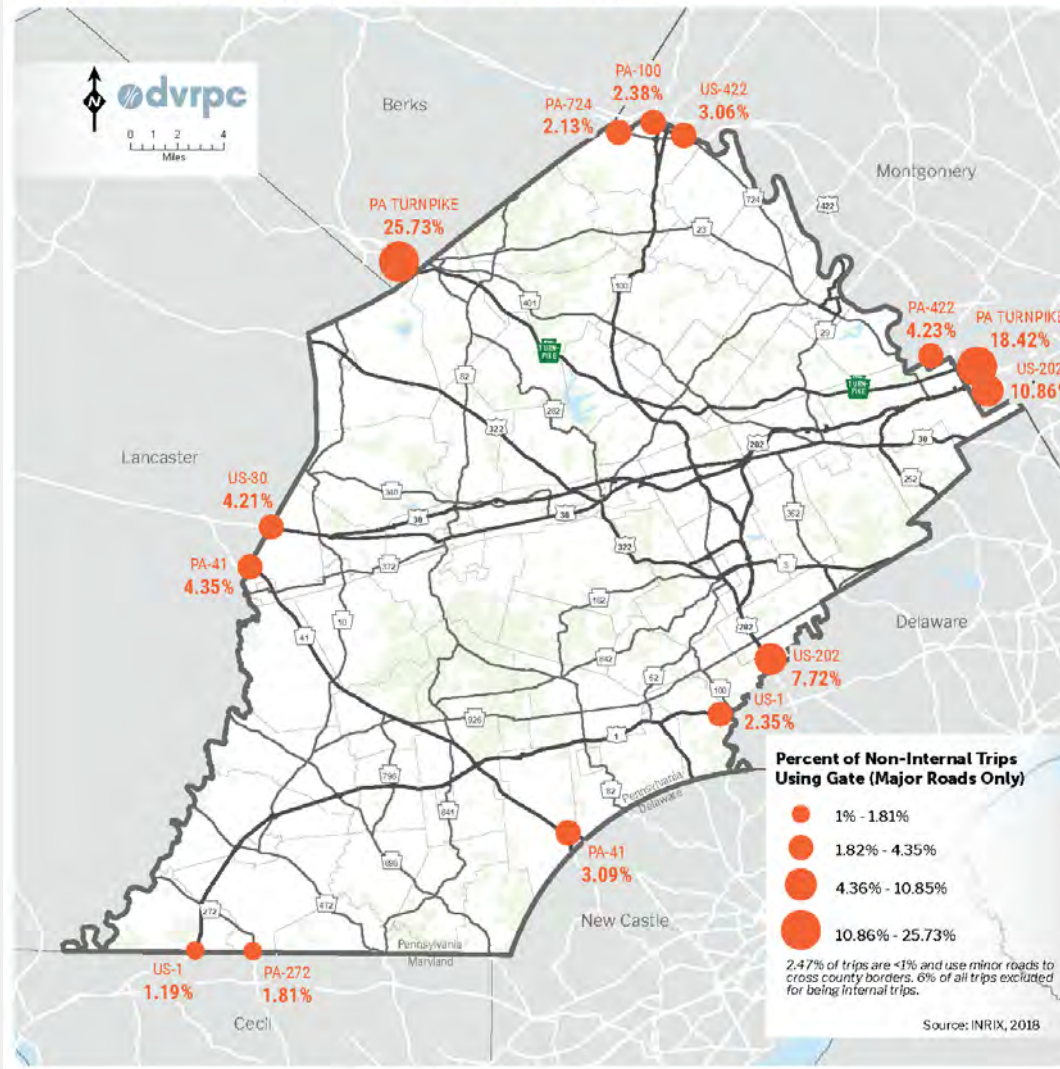 dvrpc
N
0 1 2 4
Miles
Berks
PA-100
2.38%
US-422
3.06%
PA-724
2.13%
Montgomery
724
422
PA TURNPIKE
25.73%
23
100
401
29
PA-422
4.23%
PA TURNPIKE
18.42%
US-202
10.86%
TURN-
PIKE
TURN-
PIKE
82
282
322
202
30
252
Lancaster
US-30
4.21%
340
30
30
352
PA-41
4.35%
322
372
3
162
10
41
842
202
Delaware
US-202
7.72%
52
100
US-1
2.35%
926
1
796
82
Pennsylvania
Delaware
841
PA-41
3.09%
896
New Castle
272
472
Pennsylvania
Maryland
US-1
1.19%
PA-272
1.81%
Cecil
Percent of Non-Internal Trips
Using Gate (Major Roads Only)
1% - 1.81%
1.82% - 4.35%
4.36% - 10.85%
10.86% - 25.73%
2.47% of trips are <1% and use minor roads to
cross county borders. 6% of all trips excluded
for being internal trips.
Source: INRIX, 2018